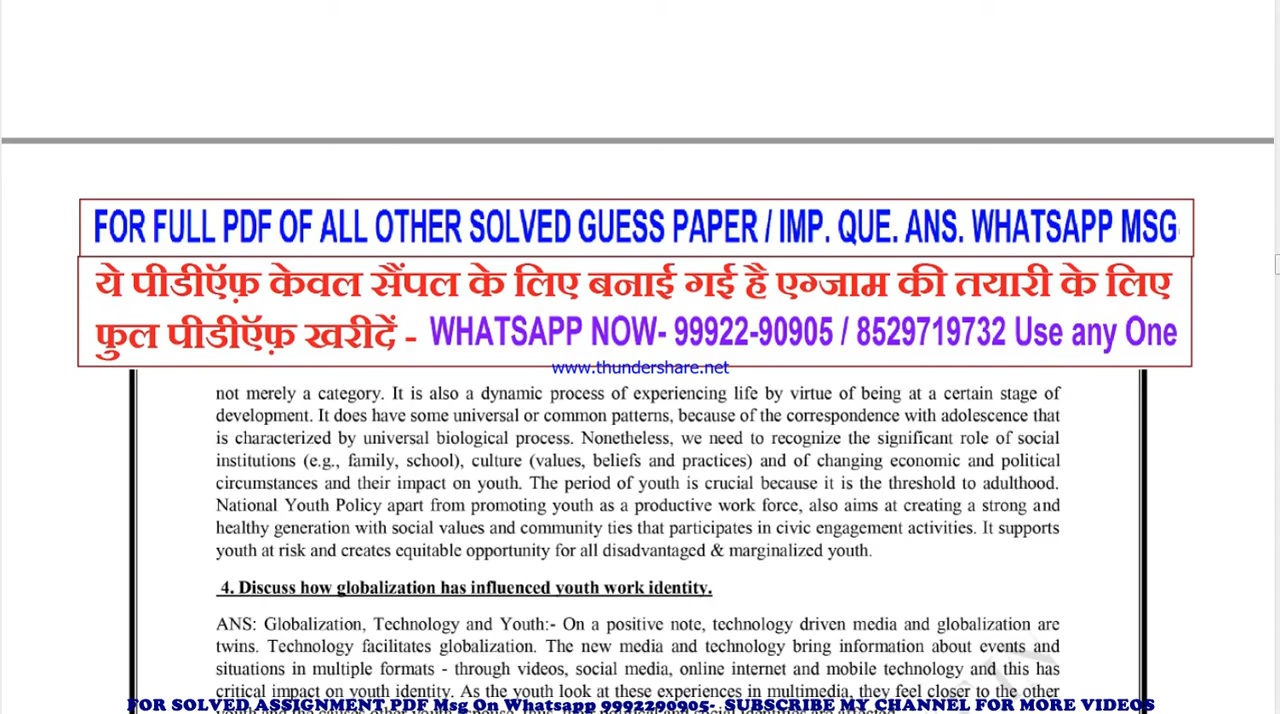 FOR FULL PDF OF ALL OTHER SOLVED GUESS PAPER / IMP. QUE. ANS. WHATSAPP MSG
ये पीडीऍफ़ केवल सैंपल के लिए बनाई गई है एग्जाम की तयारी के लिए
फुल पीडीऍफ़ खरीदें - WHATSAPP NOW- 99922-90905 / 8529719732 Use any One
www.thundershare.net
not merely a category. It is also a dynamic process of experiencing life by virtue of being at a certain stage of
development. It does have some universal or common patterns, because of the correspondence with adolescence that
is characterized by universal biological process. Nonetheless, we need to recognize the significant role of social
institutions (e.g., family, school), culture (values, beliefs and practices) and of changing economic and political
circumstances and their impact on youth. The period of youth is crucial because it is the threshold to adulthood.
National Youth Policy apart from promoting youth as a productive work force, also aims at creating a strong and
healthy generation with social values and community ties that participates in civic engagement activities. It supports
youth at risk and creates equitable opportunity for all disadvantaged & marginalized youth.
4. Discuss how globalization has influenced youth work identity.
ANS: Globalization, Technology and Youth:- On a positive note, technology driven media and globalization are
twins. Technology facilitates globalization. The new media and technology bring information about events and
situations in multiple formats - through videos, social media, online internet and mobile technology and this has
critical impact on youth identity. As the youth look at these experiences in multimedia, they feel closer to the other
FOR SOLVED ASSIGNMENT PDF Msg On Whatsapp 9992290905- SUBSCRIBE MY CHANNEL FOR MORE VIDEOS